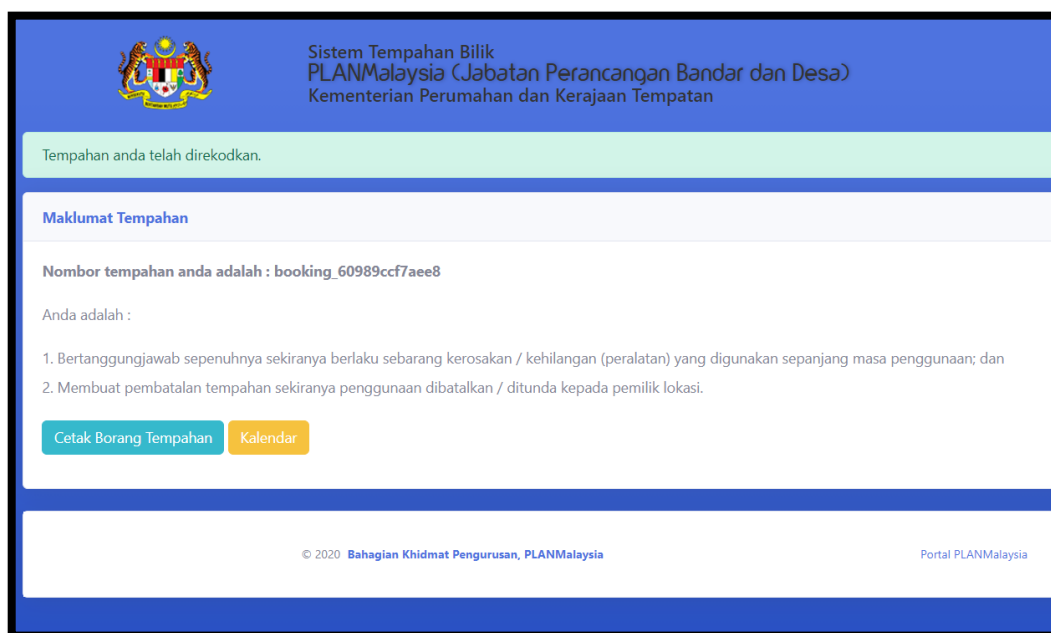 Sistem Tempahan Bilik
PLANMalaysia (Jabatan Perancangan Bandar dan Desa)
Kementerian Perumahan dan Kerajaan Tempatan
Tempahan anda telah direkodkan.
Maklumat Tempahan
Nombor tempahan anda adalah : booking_60989ccf7aee8
Anda adalah :
1. Bertanggungjawab sepenuhnya sekiranya berlaku sebarang kerosakan / kehilangan (peralatan) yang digunakan sepanjang masa penggunaan; dan
2. Membuat pembatalan tempahan sekiranya penggunaan dibatalkan / ditunda kepada pemilik lokasi.
Cetak Borang Tempahan Kalendar
© 2020 Bahagian Khidmat Pengurusan, PLANMalaysia Portal PLANMalaysia